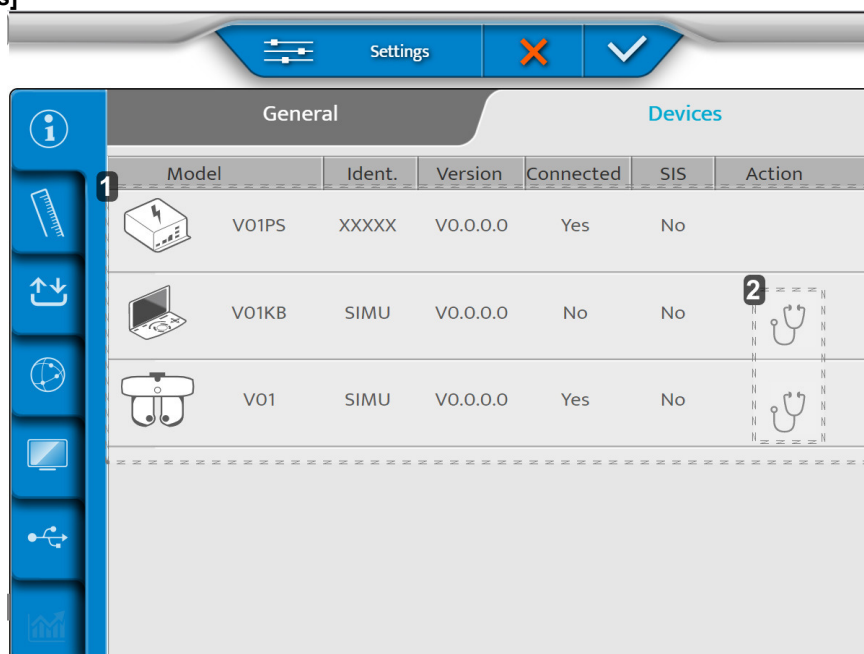 s]
Settings
General Devices
1 Model Ident. Version Connected SIS Action
V01PS XXXXX V0.0.0.0 Yes No
2
V01KB SIMU V0.0.0.0 No No
V01 SIMU V0.0.0.0 Yes No